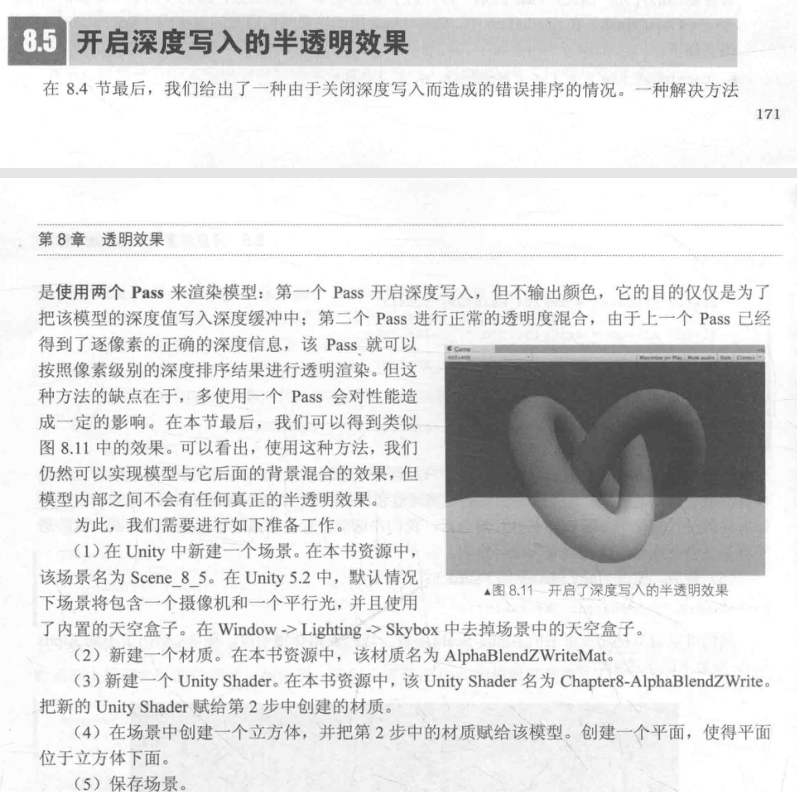 8.5 开启深度写入的半透明效果
在 8.4 节最后，我们给出了一种由于关闭深度写入而造成的错误排序的情况。一种解决方法
171
第 8 章 透明效果
是使用两个 Pass 来渲染模型：第一个 Pass 开启深度写入，但不输出颜色，它的目的仅仅是为了
把该模型的深度值写入深度缓冲中；第二个 Pass 进行正常的透明度混合，由于上一个 Pass 已经
得到了逐像素的正确的深度信息，该 Pass 就可以
按照像素级别的深度排序结果进行透明渲染。但这
种方法的缺点在于，多使用一个 Pass 会对性能造
成一定的影响。在本节最后，我们可以得到类似
图 8.11 中的效果。可以看出，使用这种方法，我们
仍然可以实现模型与它后面的背景混合的效果，但
模型内部之间不会有任何真正的半透明效果。
为此，我们需要进行如下准备工作。
（1）在 Unity 中新建一个场景。在本书资源中，
该场景名为 Scene_8_5。在 Unity 5.2 中，默认情况
下场景将包含一个摄像机和一个平行光，并且使用
Game
400x400 Maximize on Play Mute audio Stats Gizmos
▲图 8.11 开启了深度写入的半透明效果
了内置的天空盒子。在 Window -> Lighting -> Skybox 中去掉场景中的天空盒子。
（2）新建一个材质。在本书资源中，该材质名为 AlphaBlendZWriteMat。
（3）新建一个 Unity Shader。在本书资源中，该 Unity Shader 名为 Chapter8-AlphaBlendZWrite。
把新的 Unity Shader 赋给第 2 步中创建的材质。
（4）在场景中创建一个立方体，并把第 2 步中的材质赋给该模型。创建一个平面，使得平面
位于立方体下面。
（5）保存场景。